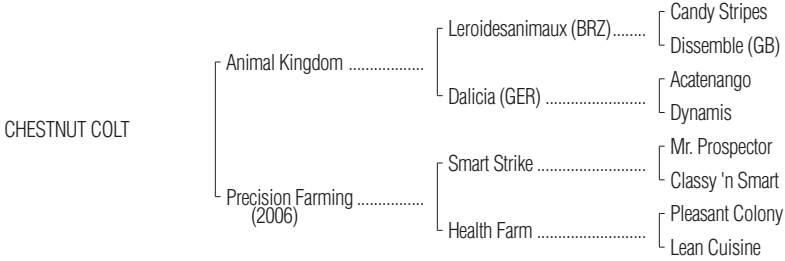 Candy Stripes
Leroidesanimaux (BRZ)........
Dissemble (GB)
Animal Kingdom ..................
Acatenango
Dalicia (GER) ........................
Dynamis
CHESTNUT COLT
Mr. Prospector
Smart Strike ..........................
Classy 'n Smart
Precision Farming ................
(2006)
Pleasant Colony
Health Farm ..........................
Lean Cuisine